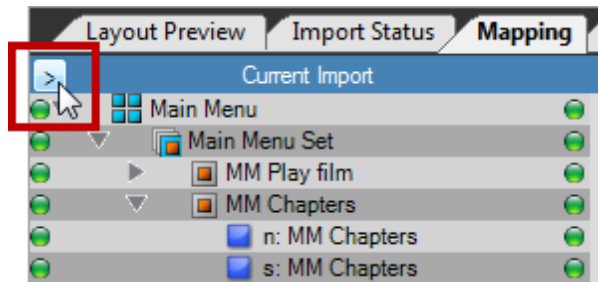 Layout Preview Import Status Mapping
> Current Import
Main Menu
Main Menu Set
MM Play film
MM Chapters
n: MM Chapters
s: MM Chapters